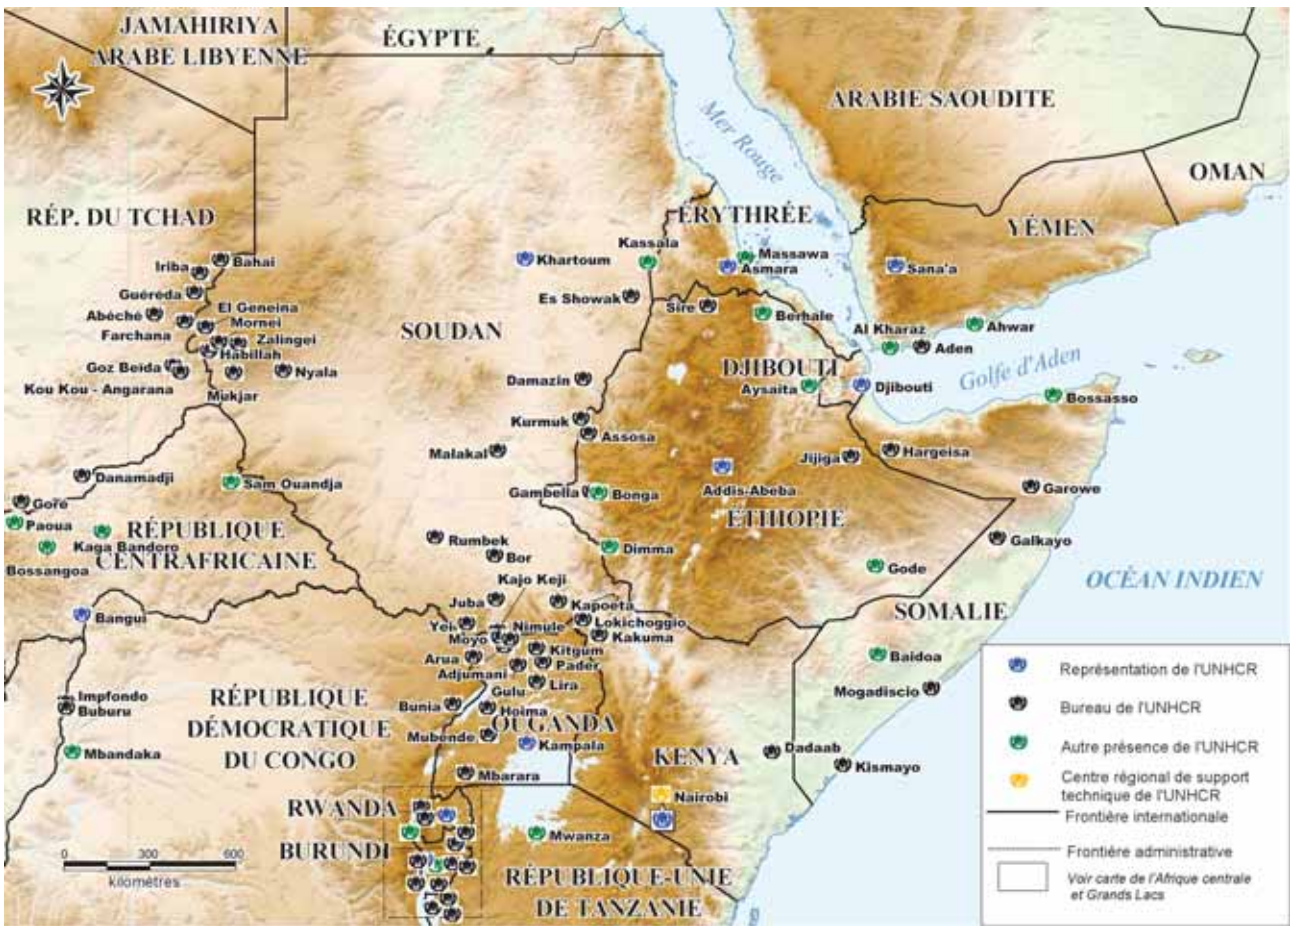 JAMAHIRIYA
ARABE LIBYENNE
ÉGYPTE
ARABIE SAOUDITE
Mer Rouge
OMAN
RÉP. DU TCHAD
ÉRYTHRÉE
YÉMEN
Kassala
Bahai
Iriba
Khartoum
Massawa
Asmara
Sana'a
Guéréda
El Geneina
Es Showak
Sire
Abéché
Mornei
Berhale
Al Kharaz
Ahwar
Farchana
Zalingei
SOUDAN
Aden
Habillah
Goz Beïda
Nyala
DJIBOUTI
Golfe d'Aden
Kou Kou - Angarana
Mukjar
Damazin
Aysaita
Djibouti
Bossasso
Kurmuk
Assosa
Malakal
Jijiga
Hargeisa
Danamadji
Sam Ouandja
Gambella
Bonga
Addis-Abeba
Garowe
Goré
Paoua
RÉPUBLIQUE
CENTRAFRICAINE
Kaga Bandoro
ÉTHIOPIE
Bossangoa
Rumbek
Bor
Dimma
Galkayo
Gode
OCÉAN INDIEN
Kajo Keji
Juba
Kapoeta
SOMALIE
Bangui
Yei
Nimule
Lokichoggio
Moyo
Kakuma
Arua
Kitgum
Adjumani
Pader
Baidoa
Gulu
Lira
Mogadiscio
Impfondo
Buburu
RÉPUBLIQUE
DÉMOCRATIQUE
DU CONGO
Bunia
Hoima
OUGANDA
Mubende
Kampala
Mbandaka
KENYA
Dadaab
Kismayo
Mbarara
Nairobi
RWANDA
BURUNDI
Mwanza
RÉPUBLIQUE-UNIE
DE TANZANIE
0 300 600
kilomètres
Représentation de l'UNHCR
Bureau de l'UNHCR
Autre présence de l'UNHCR
Centre régional de support
technique de l'UNHCR
Frontière internationale
Frontière administrative
Voir carte de l'Afrique centrale
et Grands Lacs